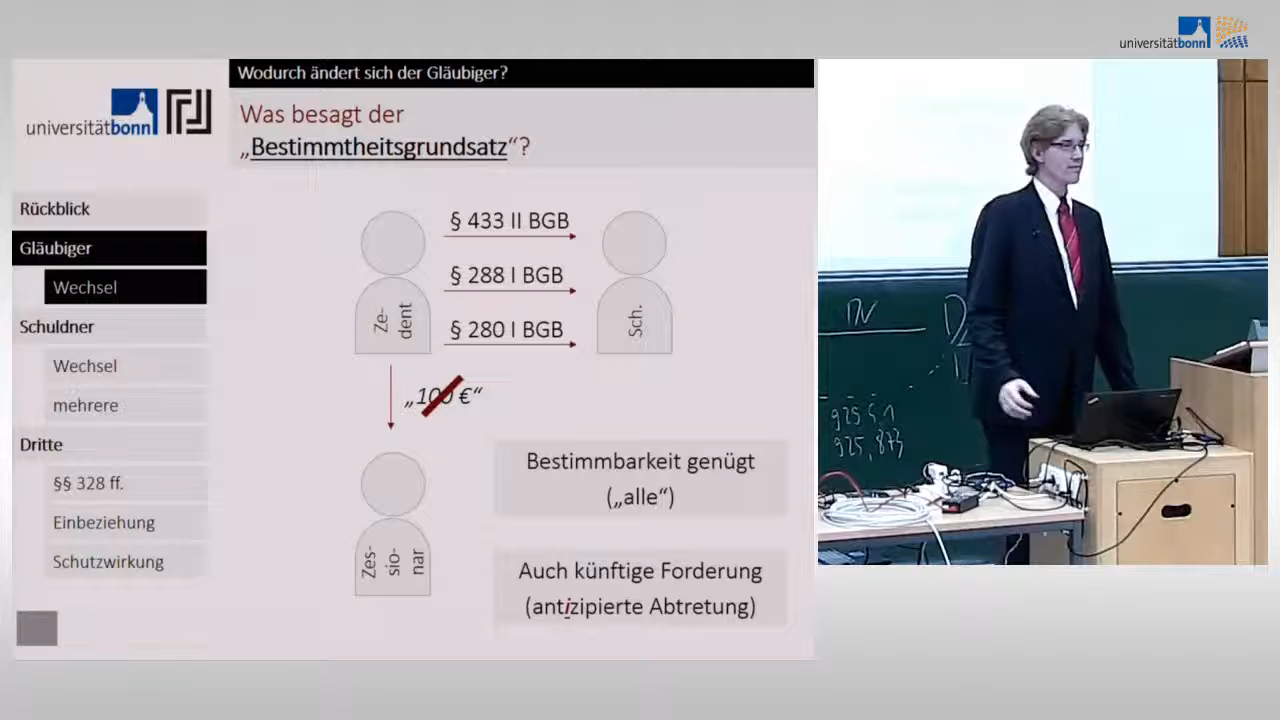 universitätbonn
Wodurch ändert sich der Gläubiger?
universitätbonn
Was besagt der
„Bestimmtheitsgrundsatz“?
Rückblick
Gläubiger
Wechsel
Schuldner
Wechsel
mehrere
Dritte
§§ 328 ff.
Einbeziehung
Schutzwirkung
§ 433 II BGB
§ 288 I BGB
§ 280 I BGB
Ze-
dent
Sch.
„100 €“
Zes-
sio-
nar
Bestimmbarkeit genügt
(„alle“)
Auch künftige Forderung
(antizipierte Abtretung)
925, 873